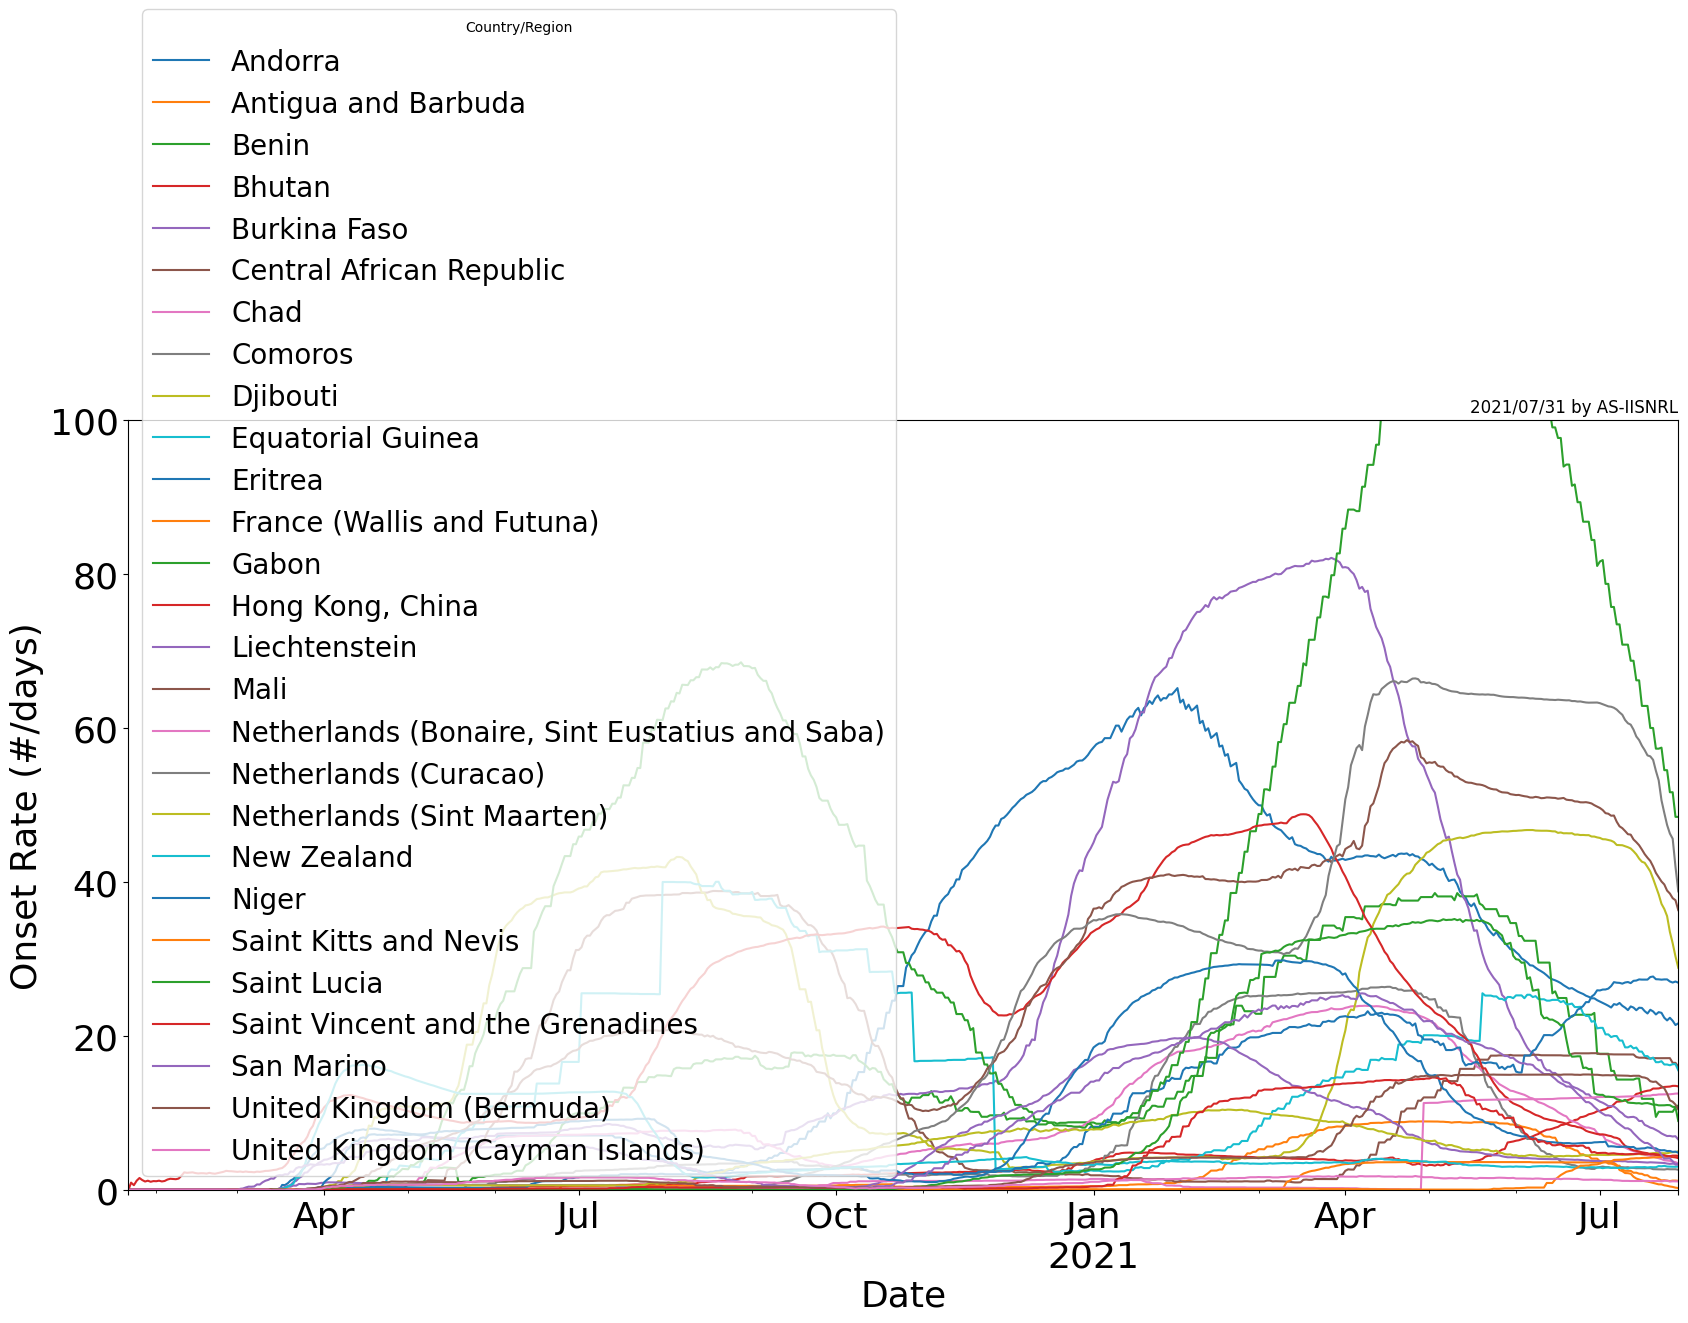 Country/Region
Andorra
Antigua and Barbuda
Benin
Bhutan
Burkina Faso
Central African Republic
Chad
Comoros
Djibouti
Equatorial Guinea
Eritrea
France (Wallis and Futuna)
Gabon
Hong Kong, China
Liechtenstein
Mali
Netherlands (Bonaire, Sint Eustatius and Saba)
Netherlands (Curacao)
Netherlands (Sint Maarten)
New Zealand
Niger
Saint Kitts and Nevis
Saint Lucia
Saint Vincent and the Grenadines
San Marino
United Kingdom (Bermuda)
United Kingdom (Cayman Islands)
2021/07/31 by AS-IISNRL
Onset Rate (#/days)
100
80
60
40
20
0
Apr Jul Oct Jan Apr Jul
2021
Date